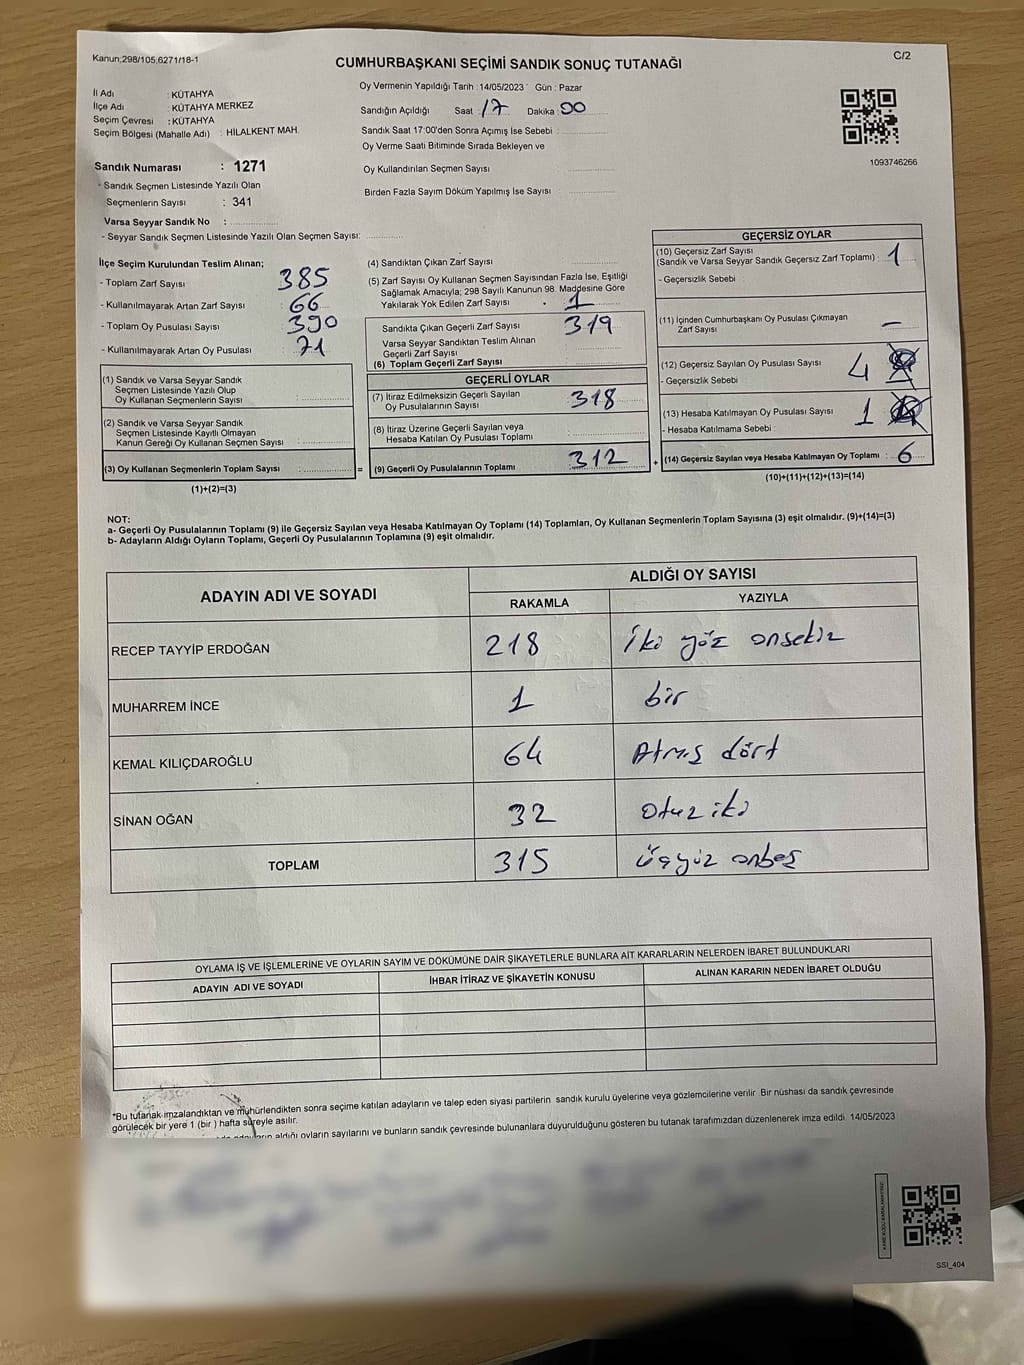 Kanun;298/105,6271/18-1
C/2
CUMHURBAŞKANI SEÇİMİ SANDIK SONUÇ TUTANAĞI
İl Adı : KÜTAHYA
İlçe Adı : KÜTAHYA MERKEZ
Seçim Çevresi : KÜTAHYA
Seçim Bölgesi (Mahalle Adı) : HİLALKENT MAH.
Sandık Numarası : 1271
- Sandık Seçmen Listesinde Yazılı Olan
Seçmenlerin Sayısı : 341
Varsa Seyyar Sandık No :
- Seyyar Sandık Seçmen Listesinde Yazılı Olan Seçmen Sayısı:
Oy Vermenin Yapıldığı Tarih : 14/05/2023 Gün : Pazar
Sandığın Açıldığı Saat : 17 Dakika : 00
Sandık Saat 17:00'den Sonra Açımış İse Sebebi :
Oy Verme Saati Bitiminde Sırada Bekleyen ve
Oy Kullandırılan Seçmen Sayısı
Birden Fazla Sayım Döküm Yapılmış İse Sayısı
1093746266
İlçe Seçim Kurulundan Teslim Alınan;
- Toplam Zarf Sayısı : 385
- Kullanılmayarak Artan Zarf Sayısı : 66
- Toplam Oy Pusulası Sayısı : 390
- Kullanılmayarak Artan Oy Pusulası : 71
(1) Sandık ve Varsa Seyyar Sandık
Seçmen Listesinde Yazılı Olup
Oy Kullanan Seçmenlerin Sayısı
(2) Sandık ve Varsa Seyyar Sandık
Seçmen Listesinde Kayıtlı Olmayan
Kanun Gereği Oy Kullanan Seçmen Sayısı
(3) Oy Kullanan Seçmenlerin Toplam Sayısı : =
(1)+(2)=(3)
(4) Sandıktan Çıkan Zarf Sayısı
(5) Zarf Sayısı Oy Kullanan Seçmen Sayısından Fazla İse, Eşitliği
Sağlamak Amacıyla; 298 Sayılı Kanunun 98. Maddesine Göre
Yakılarak Yok Edilen Zarf Sayısı : 1
Sandıkta Çıkan Geçerli Zarf Sayısı 319
Varsa Seyyar Sandıktan Teslim Alınan
Geçerli Zarf Sayısı
(6) Toplam Geçerli Zarf Sayısı
GEÇERLİ OYLAR
(7) İtiraz Edilmeksizin Geçerli Sayılan
Oy Pusulalarının Sayısı 318
(8) İtiraz Üzerine Geçerli Sayılan veya
Hesaba Katılan Oy Pusulası Toplamı
(9) Geçerli Oy Pusulalarının Toplamı 312 +
GEÇERSİZ OYLAR
(10) Geçersiz Zarf Sayısı
(Sandık ve Varsa Seyyar Sandık Geçersiz Zarf Toplamı) : 1
- Geçersizlik Sebebi
(11) İçinden Cumhurbaşkanı Oy Pusulası Çıkmayan
Zarf Sayısı –
(12) Geçersiz Sayılan Oy Pusulası Sayısı : 4
- Geçersizlik Sebebi
(13) Hesaba Katılmayan Oy Pusulası Sayısı : 1
- Hesaba Katılmama Sebebi :
(14) Geçersiz Sayılan veya Hesaba Katılmayan Oy Toplamı : 6
(10)+(11)+(12)+(13)=(14)
NOT:
a- Geçerli Oy Pusulalarının Toplamı (9) ile Geçersiz Sayılan veya Hesaba Katılmayan Oy Toplamı (14) Toplamları, Oy Kullanan Seçmenlerin Toplam Sayısına (3) eşit olmalıdır. (9)+(14)=(3)
b- Adayların Aldığı Oyların Toplamı, Geçerli Oy Pusulalarının Toplamına (9) eşit olmalıdır.
ADAYIN ADI VE SOYADI
ALDIĞI OY SAYISI
RAKAMLA YAZIYLA
RECEP TAYYİP ERDOĞAN 218 İki yöz onsekiz
MUHARREM İNCE 1 bir
KEMAL KILIÇDAROĞLU 64 Atmış dört
SİNAN OĞAN 32 Otuz iki
TOPLAM 315 Üçyüz onbeş
OYLAMA İŞ VE İŞLEMLERİNE VE OYLARIN SAYIM VE DÖKÜMÜNE DAİR ŞİKAYETLERLE BUNLARA AİT KARARLARIN NELERDEN İBARET BULUNDUKLARI
ADAYIN ADI VE SOYADI İHBAR İTİRAZ VE ŞİKAYETİN KONUSU ALINAN KARARIN NEDEN İBARET OLDUĞU
*Bu tutanak imzalandıktan ve mühürlendikten sonra seçime katılan adayların ve talep eden siyasi partilerin sandık kurulu üyelerine veya gözlemcilerine verilir. Bir nüshası da sandık çevresinde
görülecek bir yere 1 (bir ) hafta süreyle asılır.
aldığı oyların sayılarını ve bunların sandık çevresinde bulunanlara duyurulduğunu gösteren bu tutanak tarafımızdan düzenlenerek imza edildi. 14/05/2023
SSI_404